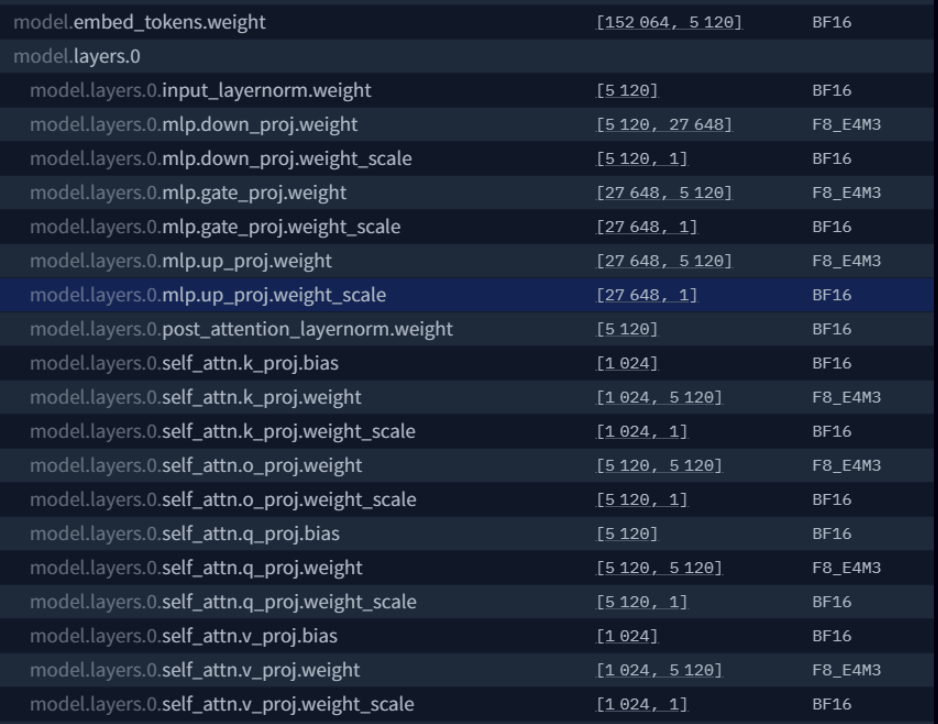 model.embed_tokens.weight [152 064, 5 120] BF16
model.layers.0
model.layers.0.input_layernorm.weight [5 120] BF16
model.layers.0.mlp.down_proj.weight [5 120, 27 648] F8_E4M3
model.layers.0.mlp.down_proj.weight_scale [5 120, 1] BF16
model.layers.0.mlp.gate_proj.weight [27 648, 5 120] F8_E4M3
model.layers.0.mlp.gate_proj.weight_scale [27 648, 1] BF16
model.layers.0.mlp.up_proj.weight [27 648, 5 120] F8_E4M3
model.layers.0.mlp.up_proj.weight_scale [27 648, 1] BF16
model.layers.0.post_attention_layernorm.weight [5 120] BF16
model.layers.0.self_attn.k_proj.bias [1 024] BF16
model.layers.0.self_attn.k_proj.weight [1 024, 5 120] F8_E4M3
model.layers.0.self_attn.k_proj.weight_scale [1 024, 1] BF16
model.layers.0.self_attn.o_proj.weight [5 120, 5 120] F8_E4M3
model.layers.0.self_attn.o_proj.weight_scale [5 120, 1] BF16
model.layers.0.self_attn.q_proj.bias [5 120] BF16
model.layers.0.self_attn.q_proj.weight [5 120, 5 120] F8_E4M3
model.layers.0.self_attn.q_proj.weight_scale [5 120, 1] BF16
model.layers.0.self_attn.v_proj.bias [1 024] BF16
model.layers.0.self_attn.v_proj.weight [1 024, 5 120] F8_E4M3
model.layers.0.self_attn.v_proj.weight_scale [1 024, 1] BF16